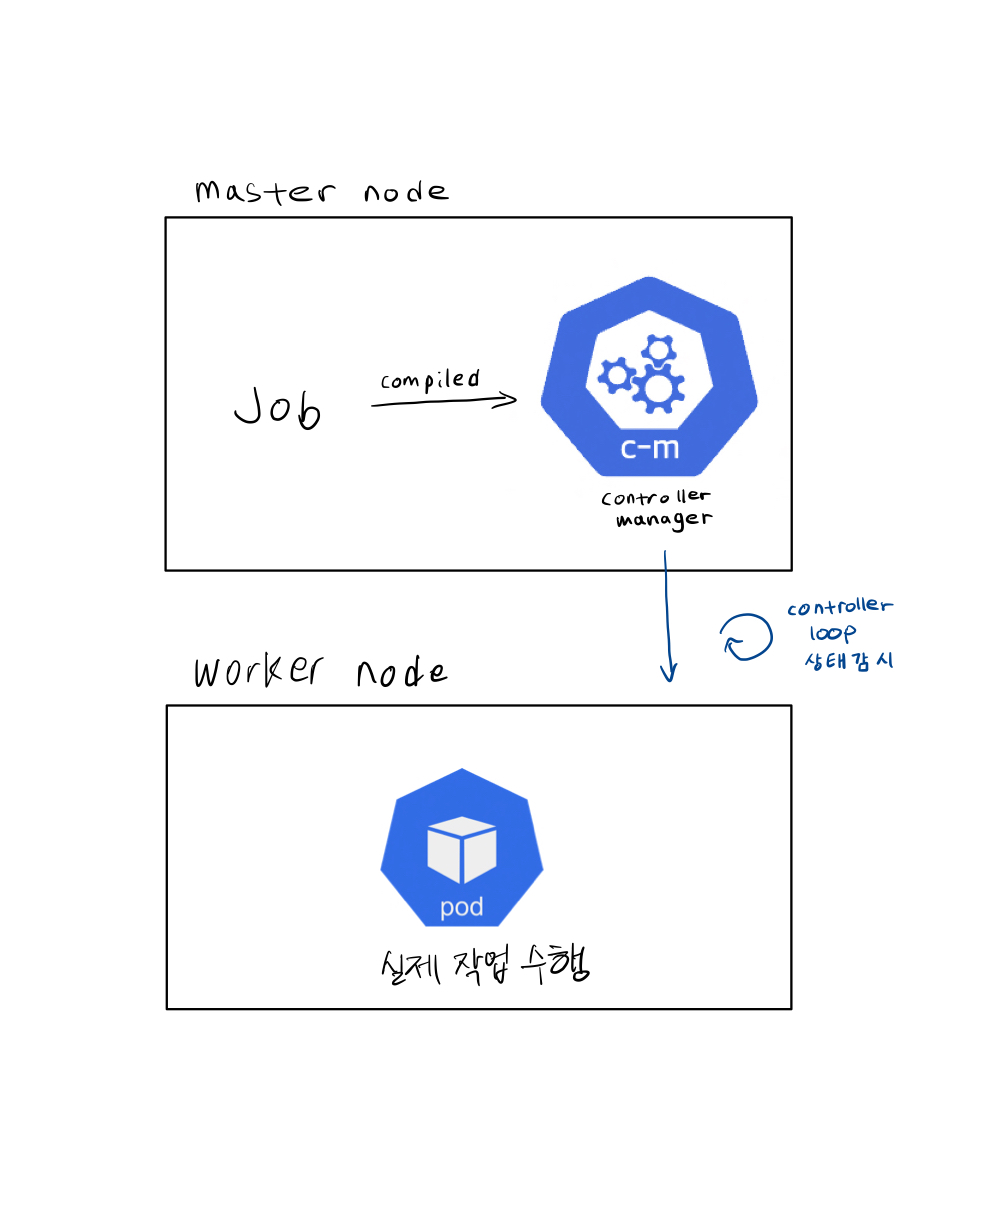 master node
Job
compiled
c-m
controller
manager
controller
loop
상태감시
worker node
pod
실제 작업 수행